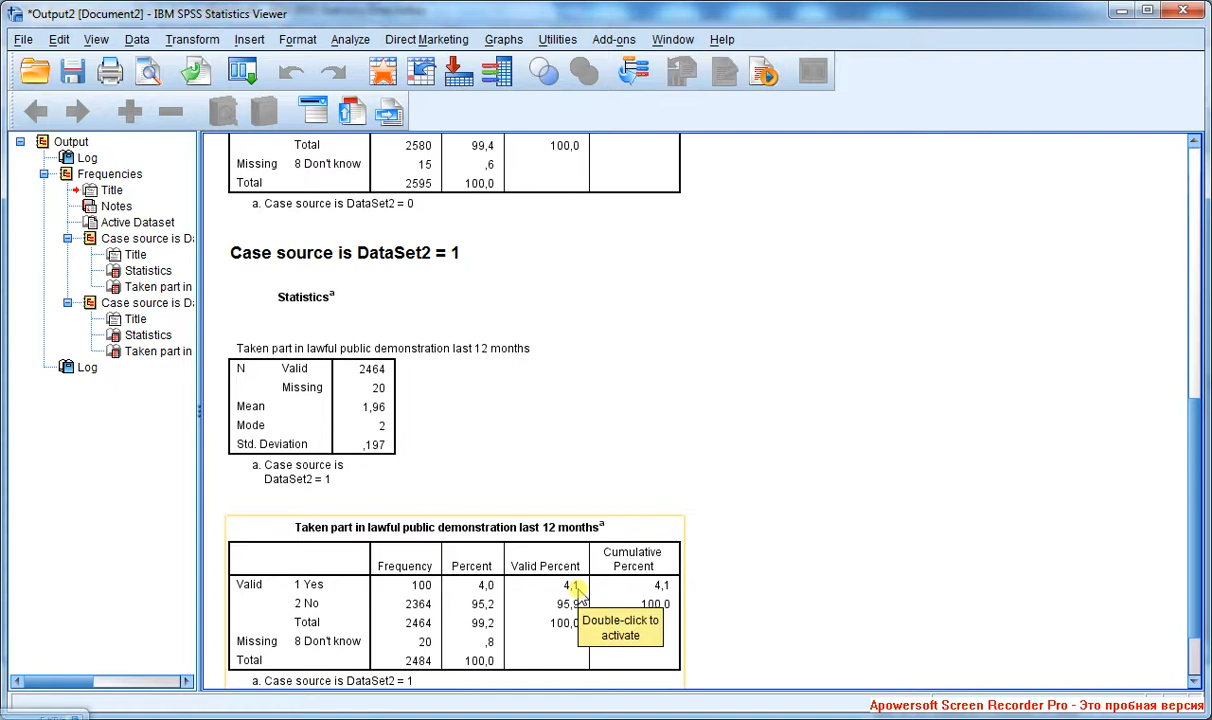 *Output2 [Document2] - IBM SPSS Statistics Viewer
File Edit View Data Transform Insert Format Analyze Direct Marketing Graphs Utilities Add-ons Window Help
Output
Log
Frequencies
Title
Notes
Active Dataset
Case source is Da
Title
Statistics
Taken part in
Case source is Da
Title
Statistics
Taken part in
Log
Total 2580 99,4 100,0
Missing 8 Don't know 15 ,6
Total 2595 100,0
a. Case source is DataSet2 = 0
Case source is DataSet2 = 1
Statisticsa
Taken part in lawful public demonstration last 12 months
N Valid 2464
Missing 20
Mean 1,96
Mode 2
Std. Deviation ,197
a. Case source is
DataSet2 = 1
Taken part in lawful public demonstration last 12 monthsa
Frequency Percent Valid Percent Cumulative Percent
Valid 1 Yes 100 4,0 4,1 4,1
2 No 2364 95,2 95,9 100,0
Total 2464 99,2 100,0
Missing 8 Don't know 20 ,8
Total 2484 100,0
a. Case source is DataSet2 = 1
Double-click to
activate
Apowersoft Screen Recorder Pro - Это пробная версия